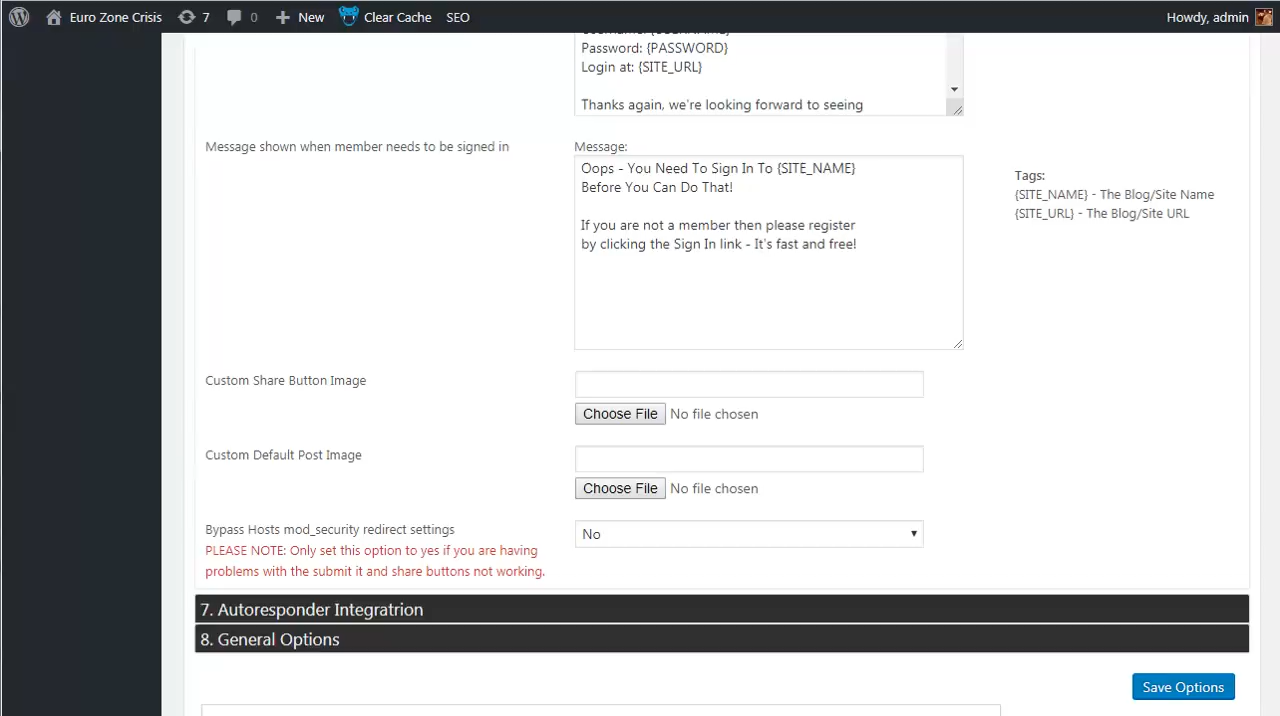 Euro Zone Crisis 7 0 New Clear Cache SEO Howdy, admin
Password: {PASSWORD}
Login at: {SITE_URL}
Thanks again, we're looking forward to seeing
Message shown when member needs to be signed in
Message:
Oops - You Need To Sign In To {SITE_NAME}
Before You Can Do That!
If you are not a member then please register
by clicking the Sign In link - It's fast and free!
Tags:
{SITE_NAME} - The Blog/Site Name
{SITE_URL} - The Blog/Site URL
Custom Share Button Image
Choose File No file chosen
Custom Default Post Image
Choose File No file chosen
Bypass Hosts mod_security redirect settings
No
PLEASE NOTE: Only set this option to yes if you are having
problems with the submit it and share buttons not working.
7. Autoresponder Integratrion
8. General Options
Save Options